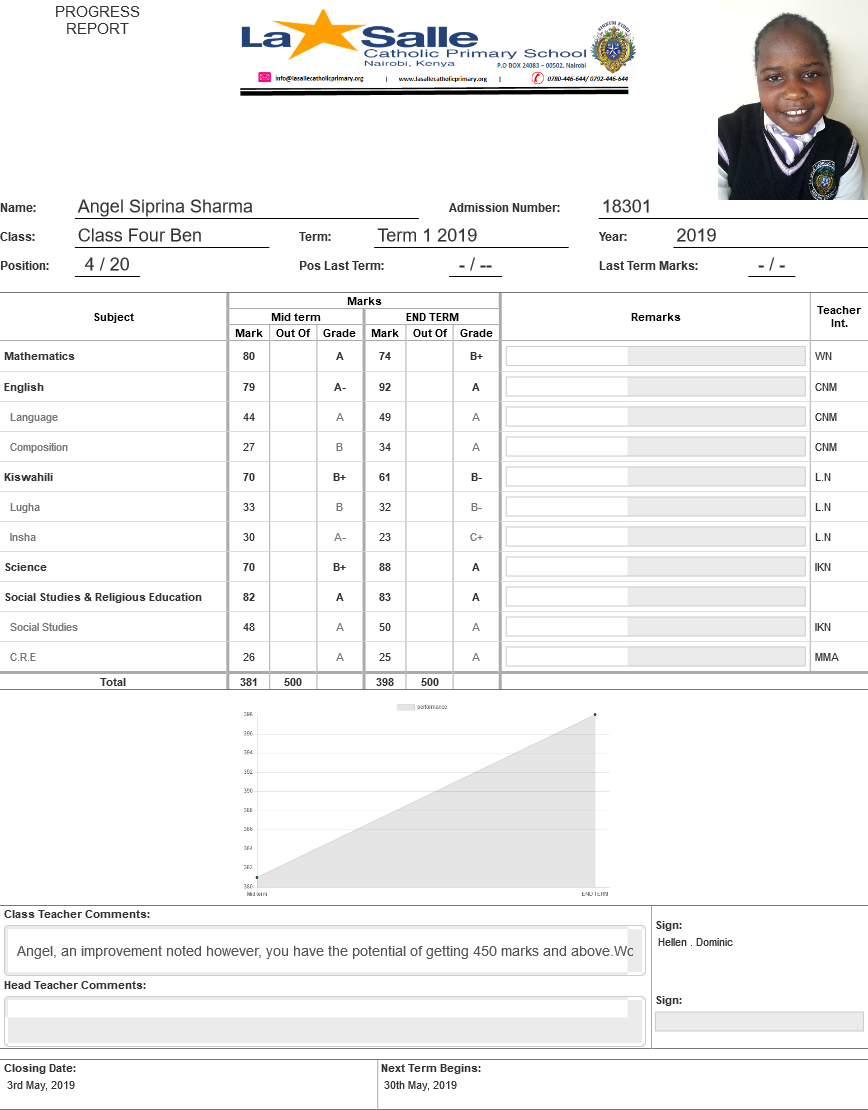 PROGRESS
REPORT
La Salle
Catholic Primary School
Nairobi, Kenya
P.O BOX 24083 – 00502, Nairobi
info@lasallecatholicprimary.org | www.lasallecatholicprimary.org | 0780-446-644/ 0792-446-644
Name: Angel Siprina Sharma Admission Number: 18301
Class: Class Four Ben Term: Term 1 2019 Year: 2019
Position: 4 / 20 Pos Last Term: - / -- Last Term Marks: - / -
Marks
Subject Mid term END TERM Remarks Teacher Int.
Mark Out Of Grade Mark Out Of Grade
Mathematics 80 A 74 B+ WN
English 79 A- 92 A CNM
Language 44 A 49 A CNM
Composition 27 B 34 A CNM
Kiswahili 70 B+ 61 B- L.N
Lugha 33 B 32 B- L.N
Insha 30 A- 23 C+ L.N
Science 70 B+ 88 A IKN
Social Studies & Religious Education 82 A 83 A
Social Studies 48 A 50 A IKN
C.R.E 26 A 25 A MMA
Total 381 500 398 500
performance
398
396
394
392
390
388
386
384
382
380
Mid term END TERM
Class Teacher Comments:
Angel, an improvement noted however, you have the potential of getting 450 marks and above.Wo
Sign:
Hellen . Dominic
Head Teacher Comments:
Sign:
Closing Date: Next Term Begins:
3rd May, 2019 30th May, 2019